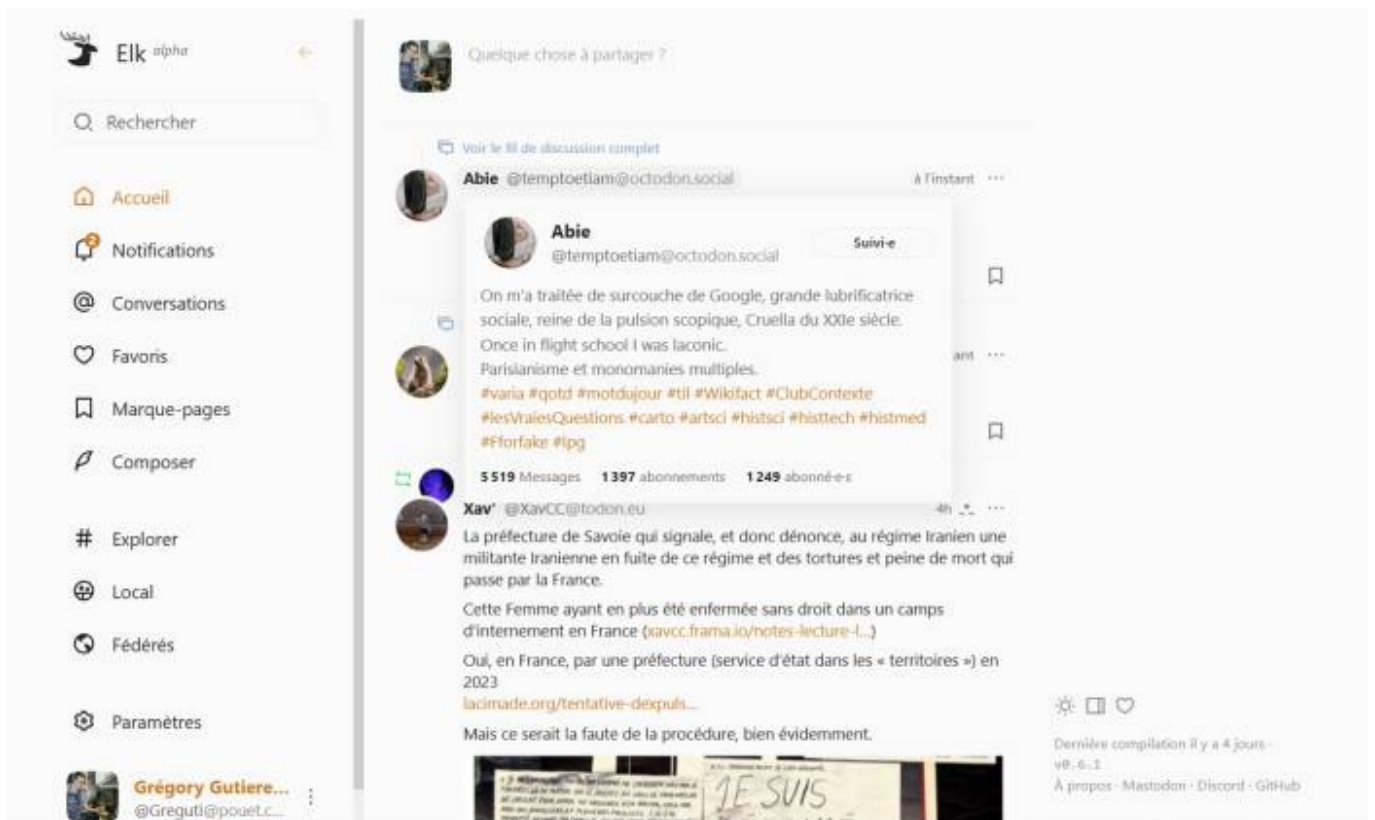 Elk alpha
Rechercher
Accueil
2
Notifications
Conversations
Favoris
Marque-pages
Composer
Explorer
Local
Fédérés
Paramètres
Grégory Gutiere...
@Greguti@pouet.c...
Quelque chose à partager ?
Voir le fil de discussion complet
Abie @temptoetiam@octodon.social à l'instant
Abie
@temptoetiam@octodon.social
Suivi·e
On m'a traitée de surcouche de Google, grande lubrificatrice
sociale, reine de la pulsion scopique, Cruella du XXIe siècle.
Once in flight school I was laconic.
Parisianisme et monomanies multiples.
#varia #qotd #motdujour #til #Wikifact #ClubContexte
#lesVraiesQuestions #carto #artsci #histsci #histtech #histmed
#Fforfake #lpg
5 519 Messages 1 397 abonnements 1 249 abonné·e·s
ant
Xav' @XavCC@todon.eu 4h
La préfecture de Savoie qui signale, et donc dénonce, au régime Iranien une
militante Iranienne en fuite de ce régime et des tortures et peine de mort qui
passe par la France.
Cette Femme ayant en plus été enfermée sans droit dans un camps
d'internement en France (xavcc.frama.io/notes-lecture-l...)
Oui, en France, par une préfecture (service d'état dans les « territoires ») en
2023
lacimade.org/tentative-dexpuls...
Mais ce serait la faute de la procédure, bien évidemment.
JE SUIS
Dernière compilation il y a 4 jours ·
v0.6.1
À propos · Mastodon · Discord · GitHub